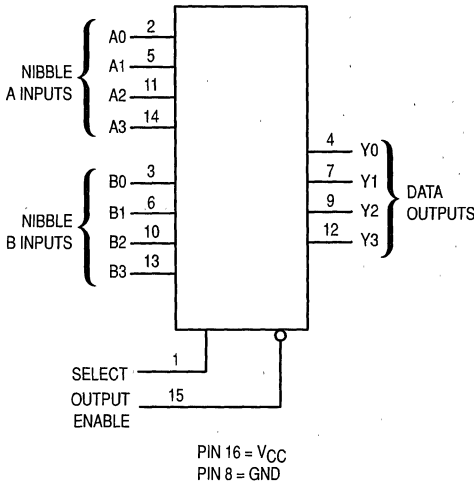 NIBBLE
A INPUTS
A0 2
A1 5
A2 11
A3 14
NIBBLE
B INPUTS
B0 3
B1 6
B2 10
B3 13
4 Y0
7 Y1
9 Y2
12 Y3
DATA
OUTPUTS
SELECT 1
OUTPUT
ENABLE 15
PIN 16 = VCC
PIN 8 = GND